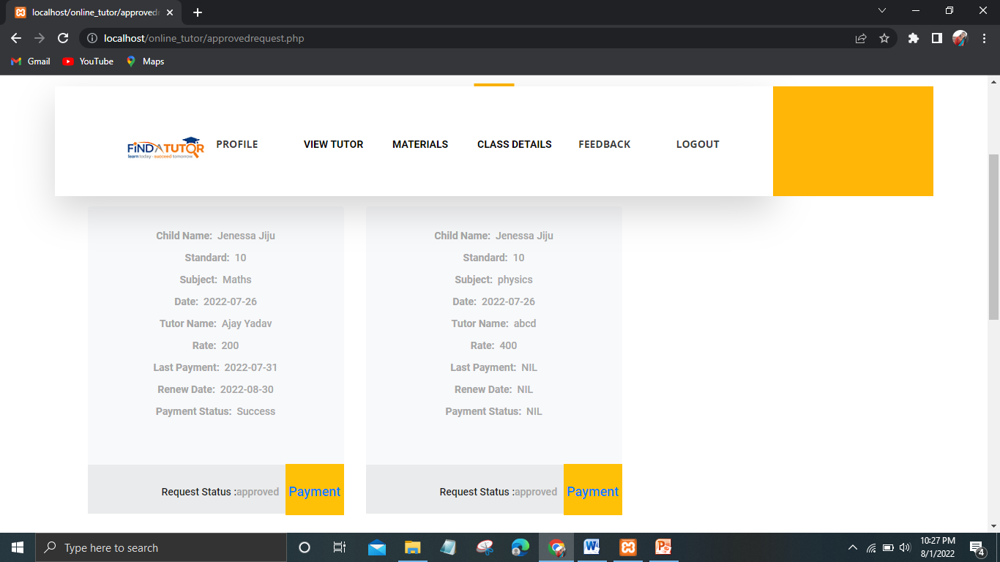 localhost/online_tutor/approvedr
localhost/online_tutor/approvedrequest.php
Gmail YouTube Maps
FINDATUTOR
learn today - succeed tomorrow
PROFILE VIEW TUTOR MATERIALS CLASS DETAILS FEEDBACK LOGOUT
Child Name: Jenessa Jiju
Standard: 10
Subject: Maths
Date: 2022-07-26
Tutor Name: Ajay Yadav
Rate: 200
Last Payment: 2022-07-31
Renew Date: 2022-08-30
Payment Status: Success
Request Status :approved Payment
Child Name: Jenessa Jiju
Standard: 10
Subject: physics
Date: 2022-07-26
Tutor Name: abcd
Rate: 400
Last Payment: NIL
Renew Date: NIL
Payment Status: NIL
Request Status :approved Payment
Type here to search
10:27 PM
8/1/2022
4